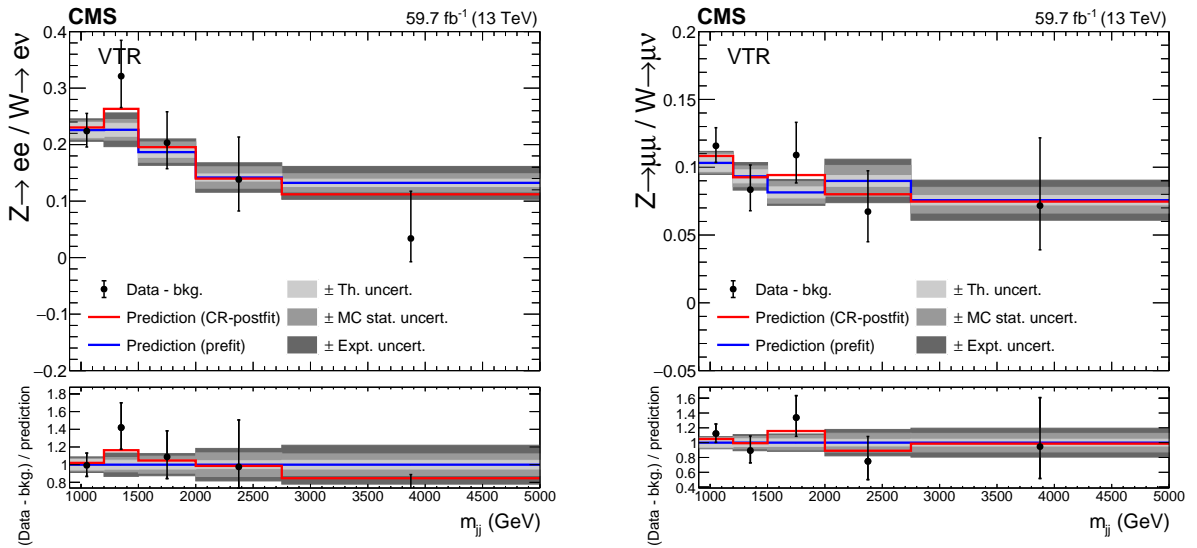 CMS
59.7 fb⁻¹ (13 TeV)
VTR
Z→ ee / W→ eν
0.4
0.3
0.2
0.1
0
−0.1
−0.2
Data - bkg.
Prediction (CR-postfit)
Prediction (prefit)
± Th. uncert.
± MC stat. uncert.
± Expt. uncert.
(Data - bkg.) / prediction
1.8
1.6
1.4
1.2
1
0.8
1000 1500 2000 2500 3000 3500 4000 4500 5000
m_jj (GeV)
CMS
59.7 fb⁻¹ (13 TeV)
VTR
Z→μμ / W→μν
0.2
0.15
0.1
0.05
0
−0.05
Data - bkg.
Prediction (CR-postfit)
Prediction (prefit)
± Th. uncert.
± MC stat. uncert.
± Expt. uncert.
(Data - bkg.) / prediction
1.6
1.4
1.2
1
0.8
0.6
0.4
1000 1500 2000 2500 3000 3500 4000 4500 5000
m_jj (GeV)